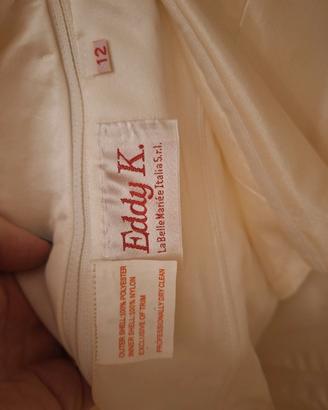 12
Eddy K.
La Belle Mariée Italia S.r.l.
OUTER SHELL:100% POLYESTER
INNER SHELL:100% NYLON
EXCLUSIVE OF TRIM
PROFESSIONALLY DRY CLEAN